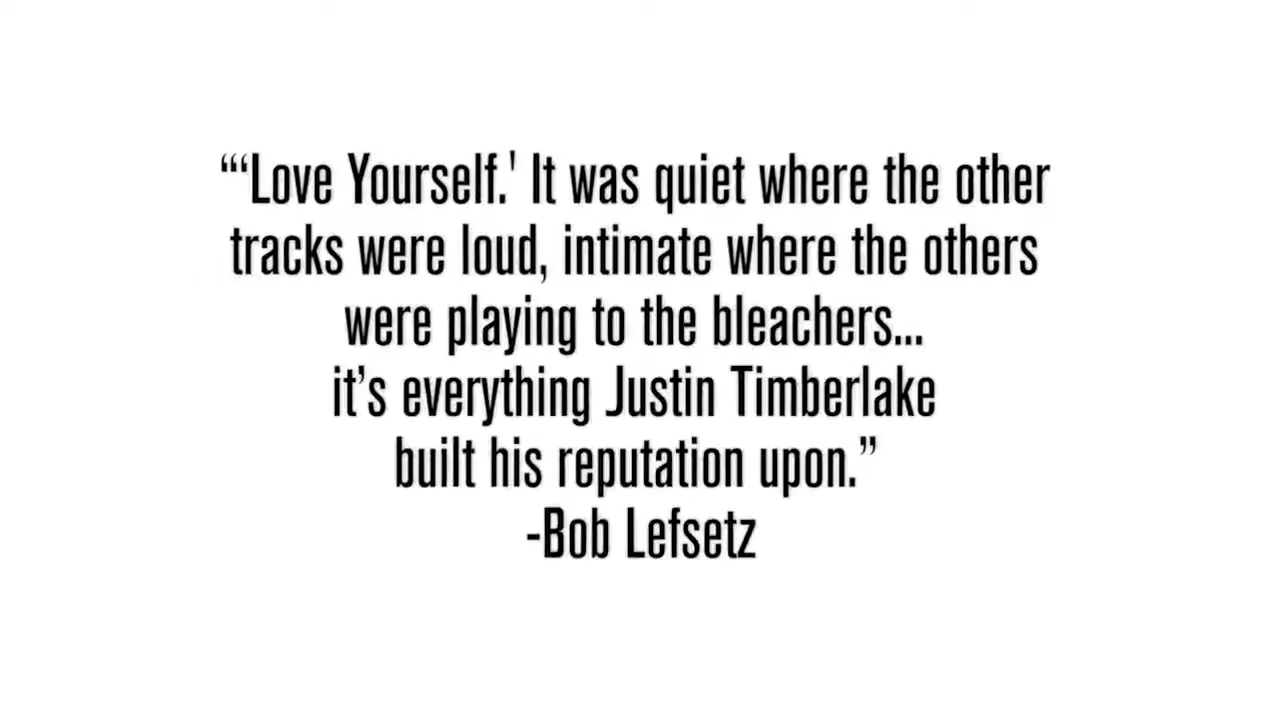 “‘Love Yourself.' It was quiet where the other
tracks were loud, intimate where the others
were playing to the bleachers...
it’s everything Justin Timberlake
built his reputation upon.”
-Bob Lefsetz